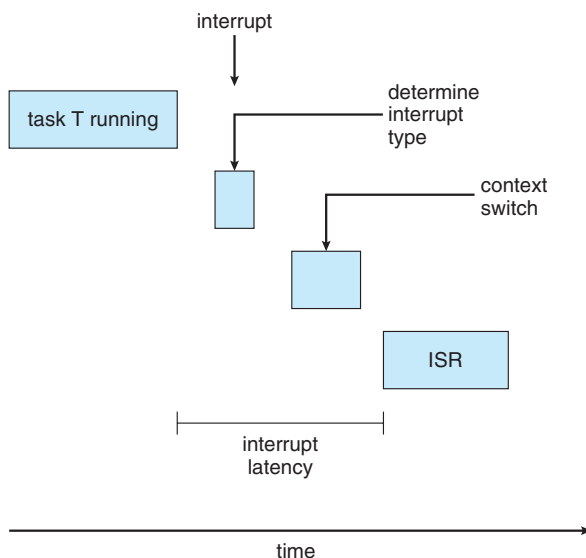 interrupt
task T running
determine
interrupt
type
context
switch
ISR
interrupt
latency
time